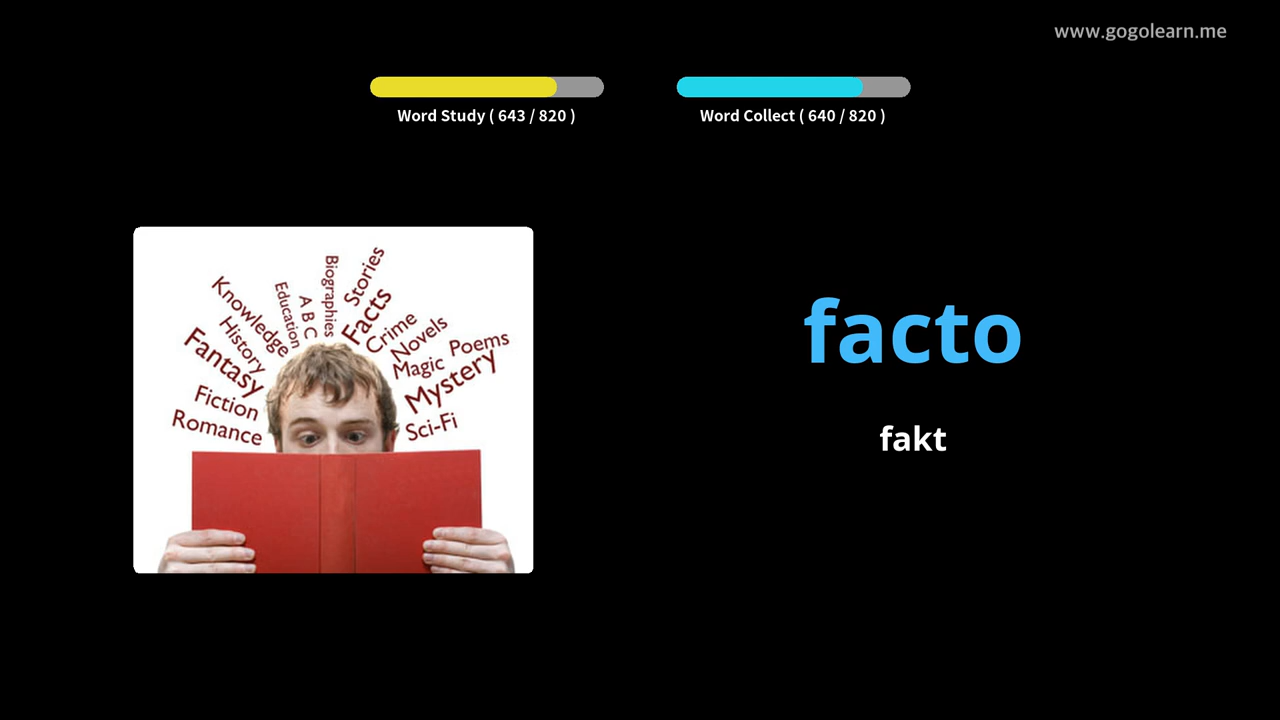 www.gogolearn.me
Word Study ( 643 / 820 )
Word Collect ( 640 / 820 )
Knowledge
History
Fantasy
Fiction
Romance
Education
A B C
Biographies
Stories
Facts
Crime
Novels
Magic
Poems
Mystery
Sci-Fi
facto
fakt